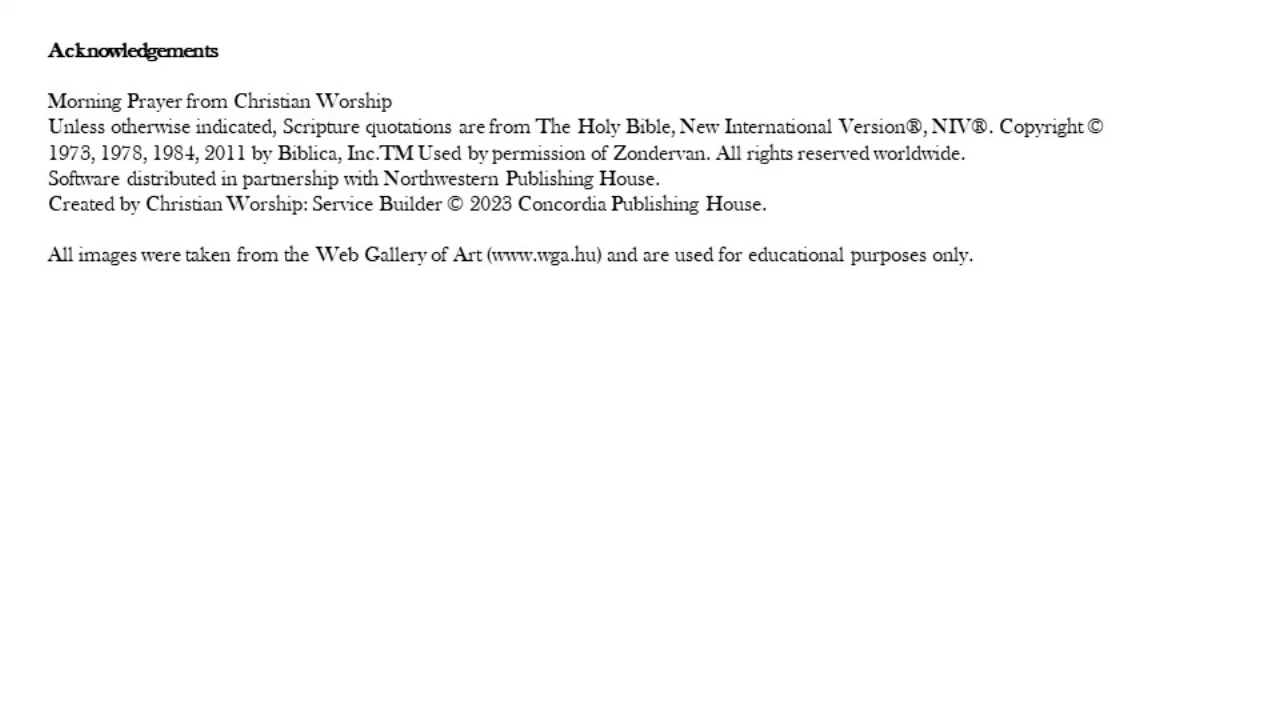 Acknowledgements
Morning Prayer from Christian Worship
Unless otherwise indicated, Scripture quotations are from The Holy Bible, New International Version®, NIV®. Copyright ©
1973, 1978, 1984, 2011 by Biblica, Inc.TM Used by permission of Zondervan. All rights reserved worldwide.
Software distributed in partnership with Northwestern Publishing House.
Created by Christian Worship: Service Builder © 2023 Concordia Publishing House.
All images were taken from the Web Gallery of Art (www.wga.hu) and are used for educational purposes only.